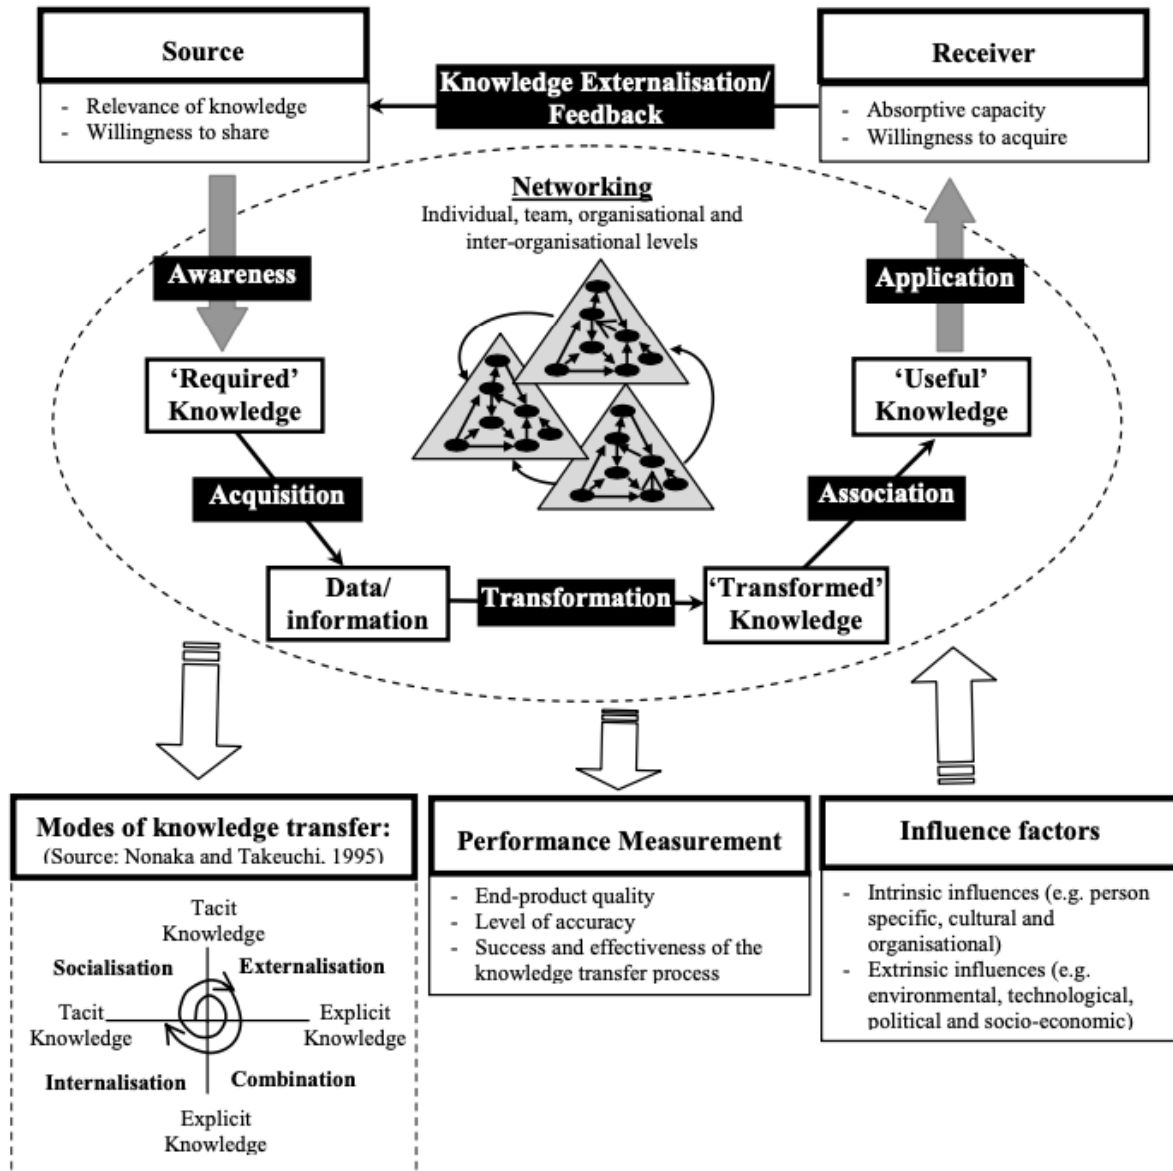 Source
- Relevance of knowledge
- Willingness to share
Knowledge Externalisation/
Feedback
Receiver
- Absorptive capacity
- Willingness to acquire
Networking
Individual, team, organisational and
inter-organisational levels
Awareness
Application
‘Required’
Knowledge
‘Useful’
Knowledge
Acquisition
Association
Data/
information
Transformation
‘Transformed’
Knowledge
Modes of knowledge transfer:
(Source: Nonaka and Takeuchi, 1995)
Tacit
Knowledge
Socialisation
Externalisation
Tacit
Knowledge
Explicit
Knowledge
Internalisation
Combination
Explicit
Knowledge
Performance Measurement
- End-product quality
- Level of accuracy
- Success and effectiveness of the
knowledge transfer process
Influence factors
- Intrinsic influences (e.g. person
specific, cultural and
organisational)
- Extrinsic influences (e.g.
environmental, technological,
political and socio-economic)